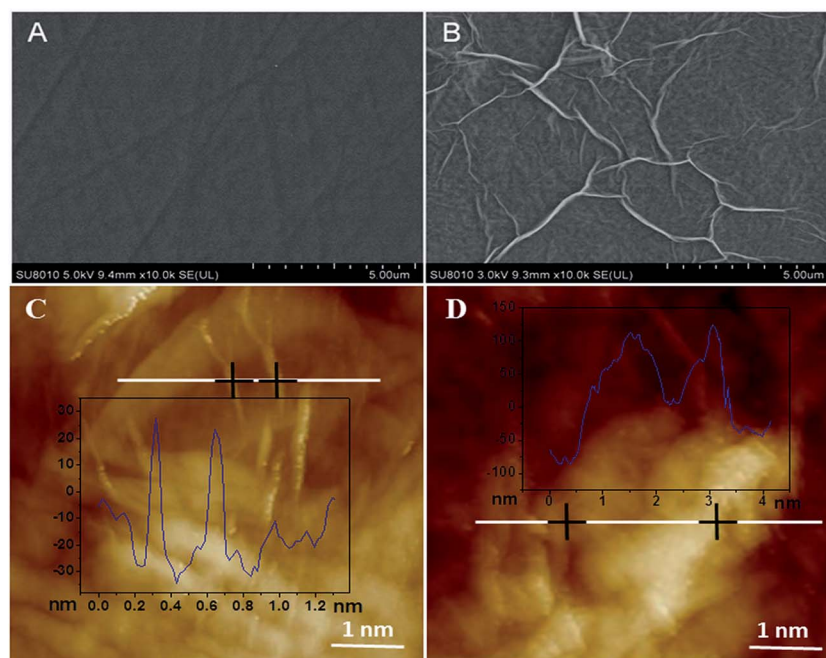 A
SU8010 5.0kV 9.4mm x10.0k SE(UL)
5.00um
B
SU8010 3.0kV 9.3mm x10.0k SE(UL)
5.00um
C
30
20
10
0
-10
-20
-30
nm
0.0 0.2 0.4 0.6 0.8 1.0 1.2
nm
1 nm
D
150
100
50
0
-50
-100
nm
0 1 2 3 4
nm
1 nm